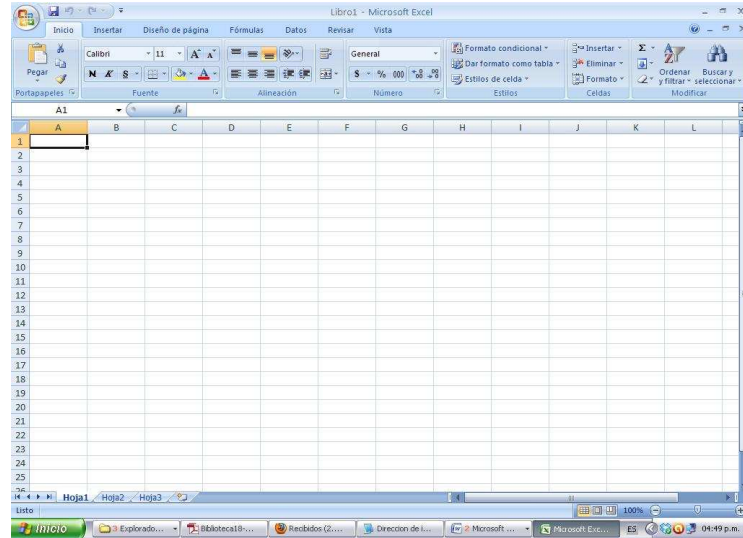 Libro1 - Microsoft Excel
Inicio Insertar Diseño de página Fórmulas Datos Revisar Vista
Pegar
Calibri 11 A A
N K S A
General
$ % 000
Formato condicional
Dar formato como tabla
Estilos de celda
Insertar
Eliminar
Formato
Σ
Ordenar y filtrar
Buscar y seleccionar
Portapapeles Fuente Alineación Número Estilos Celdas Modificar
A1 fx
A B C D E F G H I J K L
1
2
3
4
5
6
7
8
9
10
11
12
13
14
15
16
17
18
19
20
21
22
23
24
25
26
Hoja1 Hoja2 Hoja3
Listo 100%
Inicio 3 Explorado... Biblioteca18-... Recibidos (2.... Direccion de l... 2 Microsoft ... Microsoft Exc... ES 04:49 p.m.